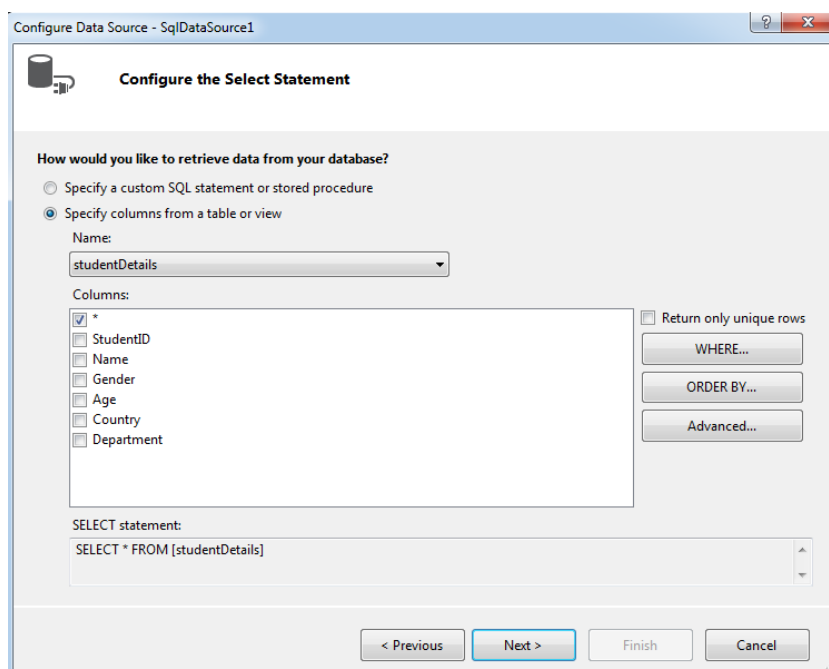 Configure Data Source - SqlDataSource1
?
Configure the Select Statement
How would you like to retrieve data from your database?
Specify a custom SQL statement or stored procedure
Specify columns from a table or view
Name:
studentDetails
Columns:
*
StudentID
Name
Gender
Age
Country
Department
Return only unique rows
WHERE...
ORDER BY...
Advanced...
SELECT statement:
SELECT * FROM [studentDetails]
< Previous Next > Finish Cancel